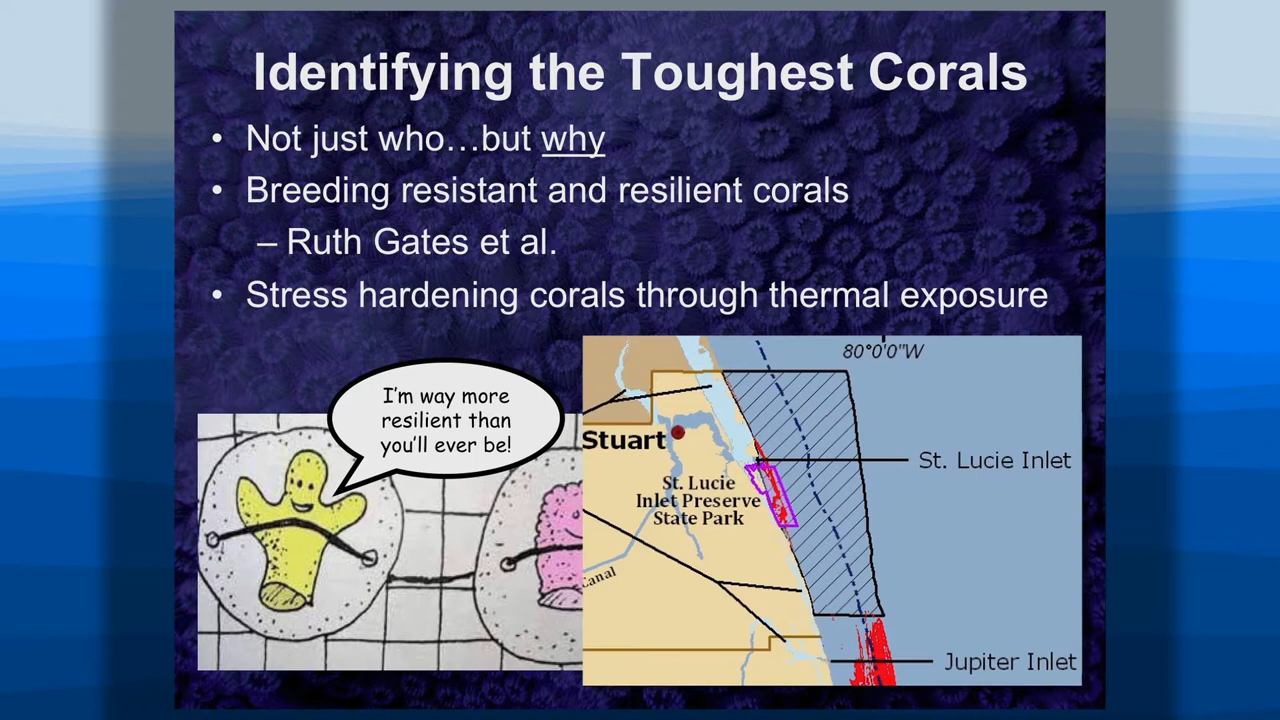 Identifying the Toughest Corals
• Not just who…but why
• Breeding resistant and resilient corals
– Ruth Gates et al.
• Stress hardening corals through thermal exposure
I'm way more
resilient than
you'll ever be!
80°0'0"W
Stuart
St. Lucie Inlet
St. Lucie
Inlet Preserve
State Park
Canal
Jupiter Inlet